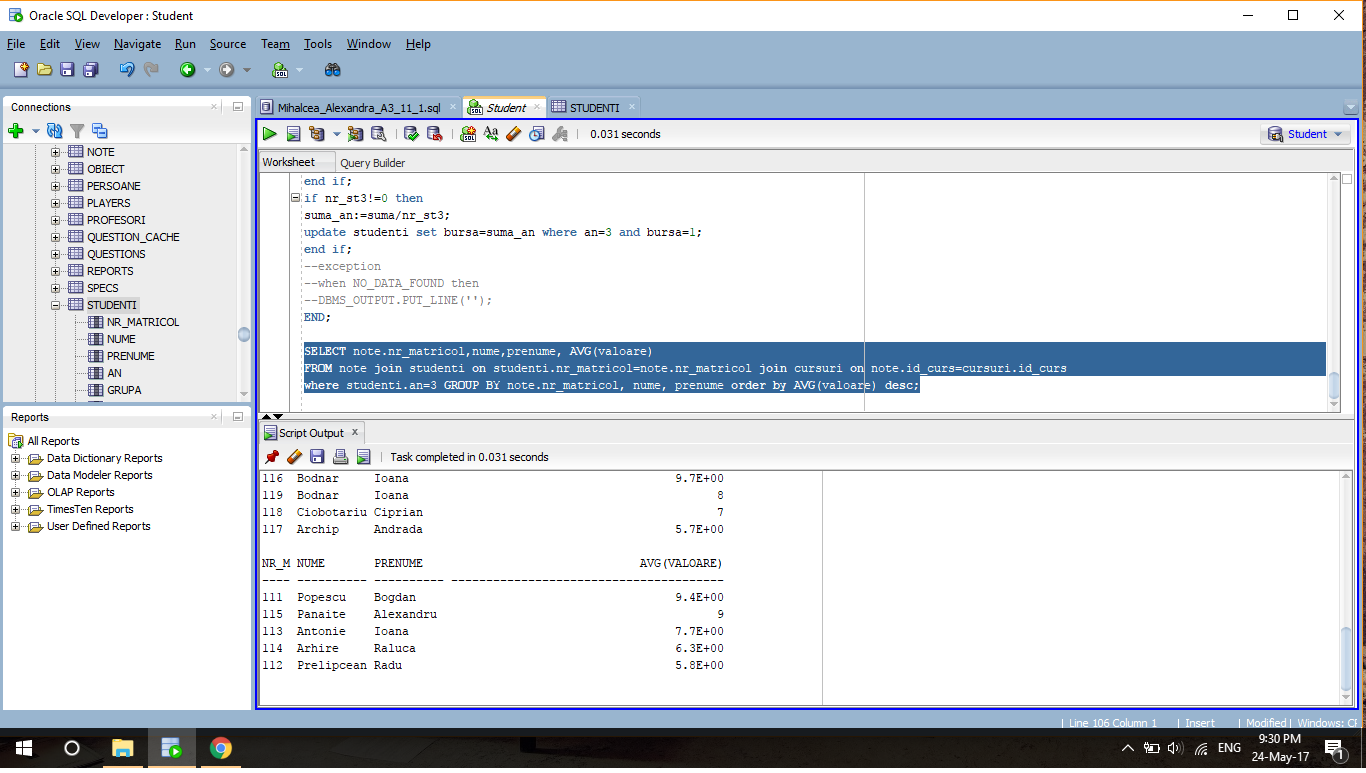 Oracle SQL Developer : Student
File Edit View Navigate Run Source Team Tools Window Help
Connections
NOTE
OBIECT
PERSOANE
PLAYERS
PROFESORI
QUESTION_CACHE
QUESTIONS
REPORTS
SPECS
STUDENTI
NR_MATRICOL
NUME
PRENUME
AN
GRUPA
Reports
All Reports
Data Dictionary Reports
Data Modeler Reports
OLAP Reports
TimesTen Reports
User Defined Reports
Mihalcea_Alexandra_A3_11_1.sql Student STUDENTI
0.031 seconds Student
Worksheet Query Builder
end if;
if nr_st3!=0 then
suma_an:=suma/nr_st3;
update studenti set bursa=suma_an where an=3 and bursa=1;
end if;
--exception
--when NO_DATA_FOUND then
--DBMS_OUTPUT.PUT_LINE('');
END;
SELECT note.nr_matricol,nume,prenume, AVG(valoare)
FROM note join studenti on studenti.nr_matricol=note.nr_matricol join cursuri on note.id_curs=cursuri.id_curs
where studenti.an=3 GROUP BY note.nr_matricol, nume, prenume order by AVG(valoare) desc;
Script Output
Task completed in 0.031 seconds
116 Bodnar Ioana 9.7E+00
119 Bodnar Ioana 8
118 Ciobotariu Ciprian 7
117 Archip Andrada 5.7E+00
NR_M NUME PRENUME AVG(VALOARE)
---- ---------- ---------- ---------------------------------------
111 Popescu Bogdan 9.4E+00
115 Panaite Alexandru 9
113 Antonie Ioana 7.7E+00
114 Arhire Raluca 6.3E+00
112 Prelipcean Radu 5.8E+00
Line 106 Column 1 Insert Modified Windows: CF
ENG
9:30 PM
24-May-17
1